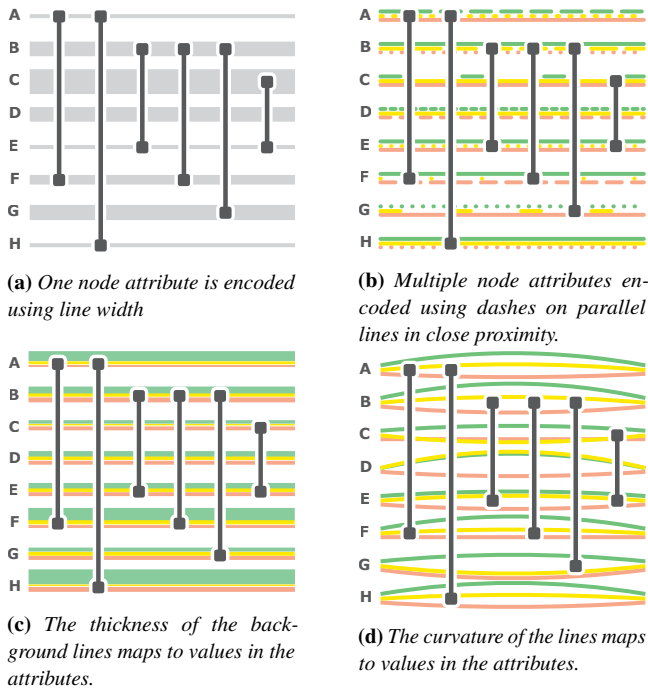 A
B
C
D
E
F
G
H
(a) One node attribute is encoded
using line width
A
B
C
D
E
F
G
H
(b) Multiple node attributes en-
coded using dashes on parallel
lines in close proximity.
A
B
C
D
E
F
G
H
(c) The thickness of the back-
ground lines maps to values in the
attributes.
A
B
C
D
E
F
G
H
(d) The curvature of the lines maps
to values in the attributes.